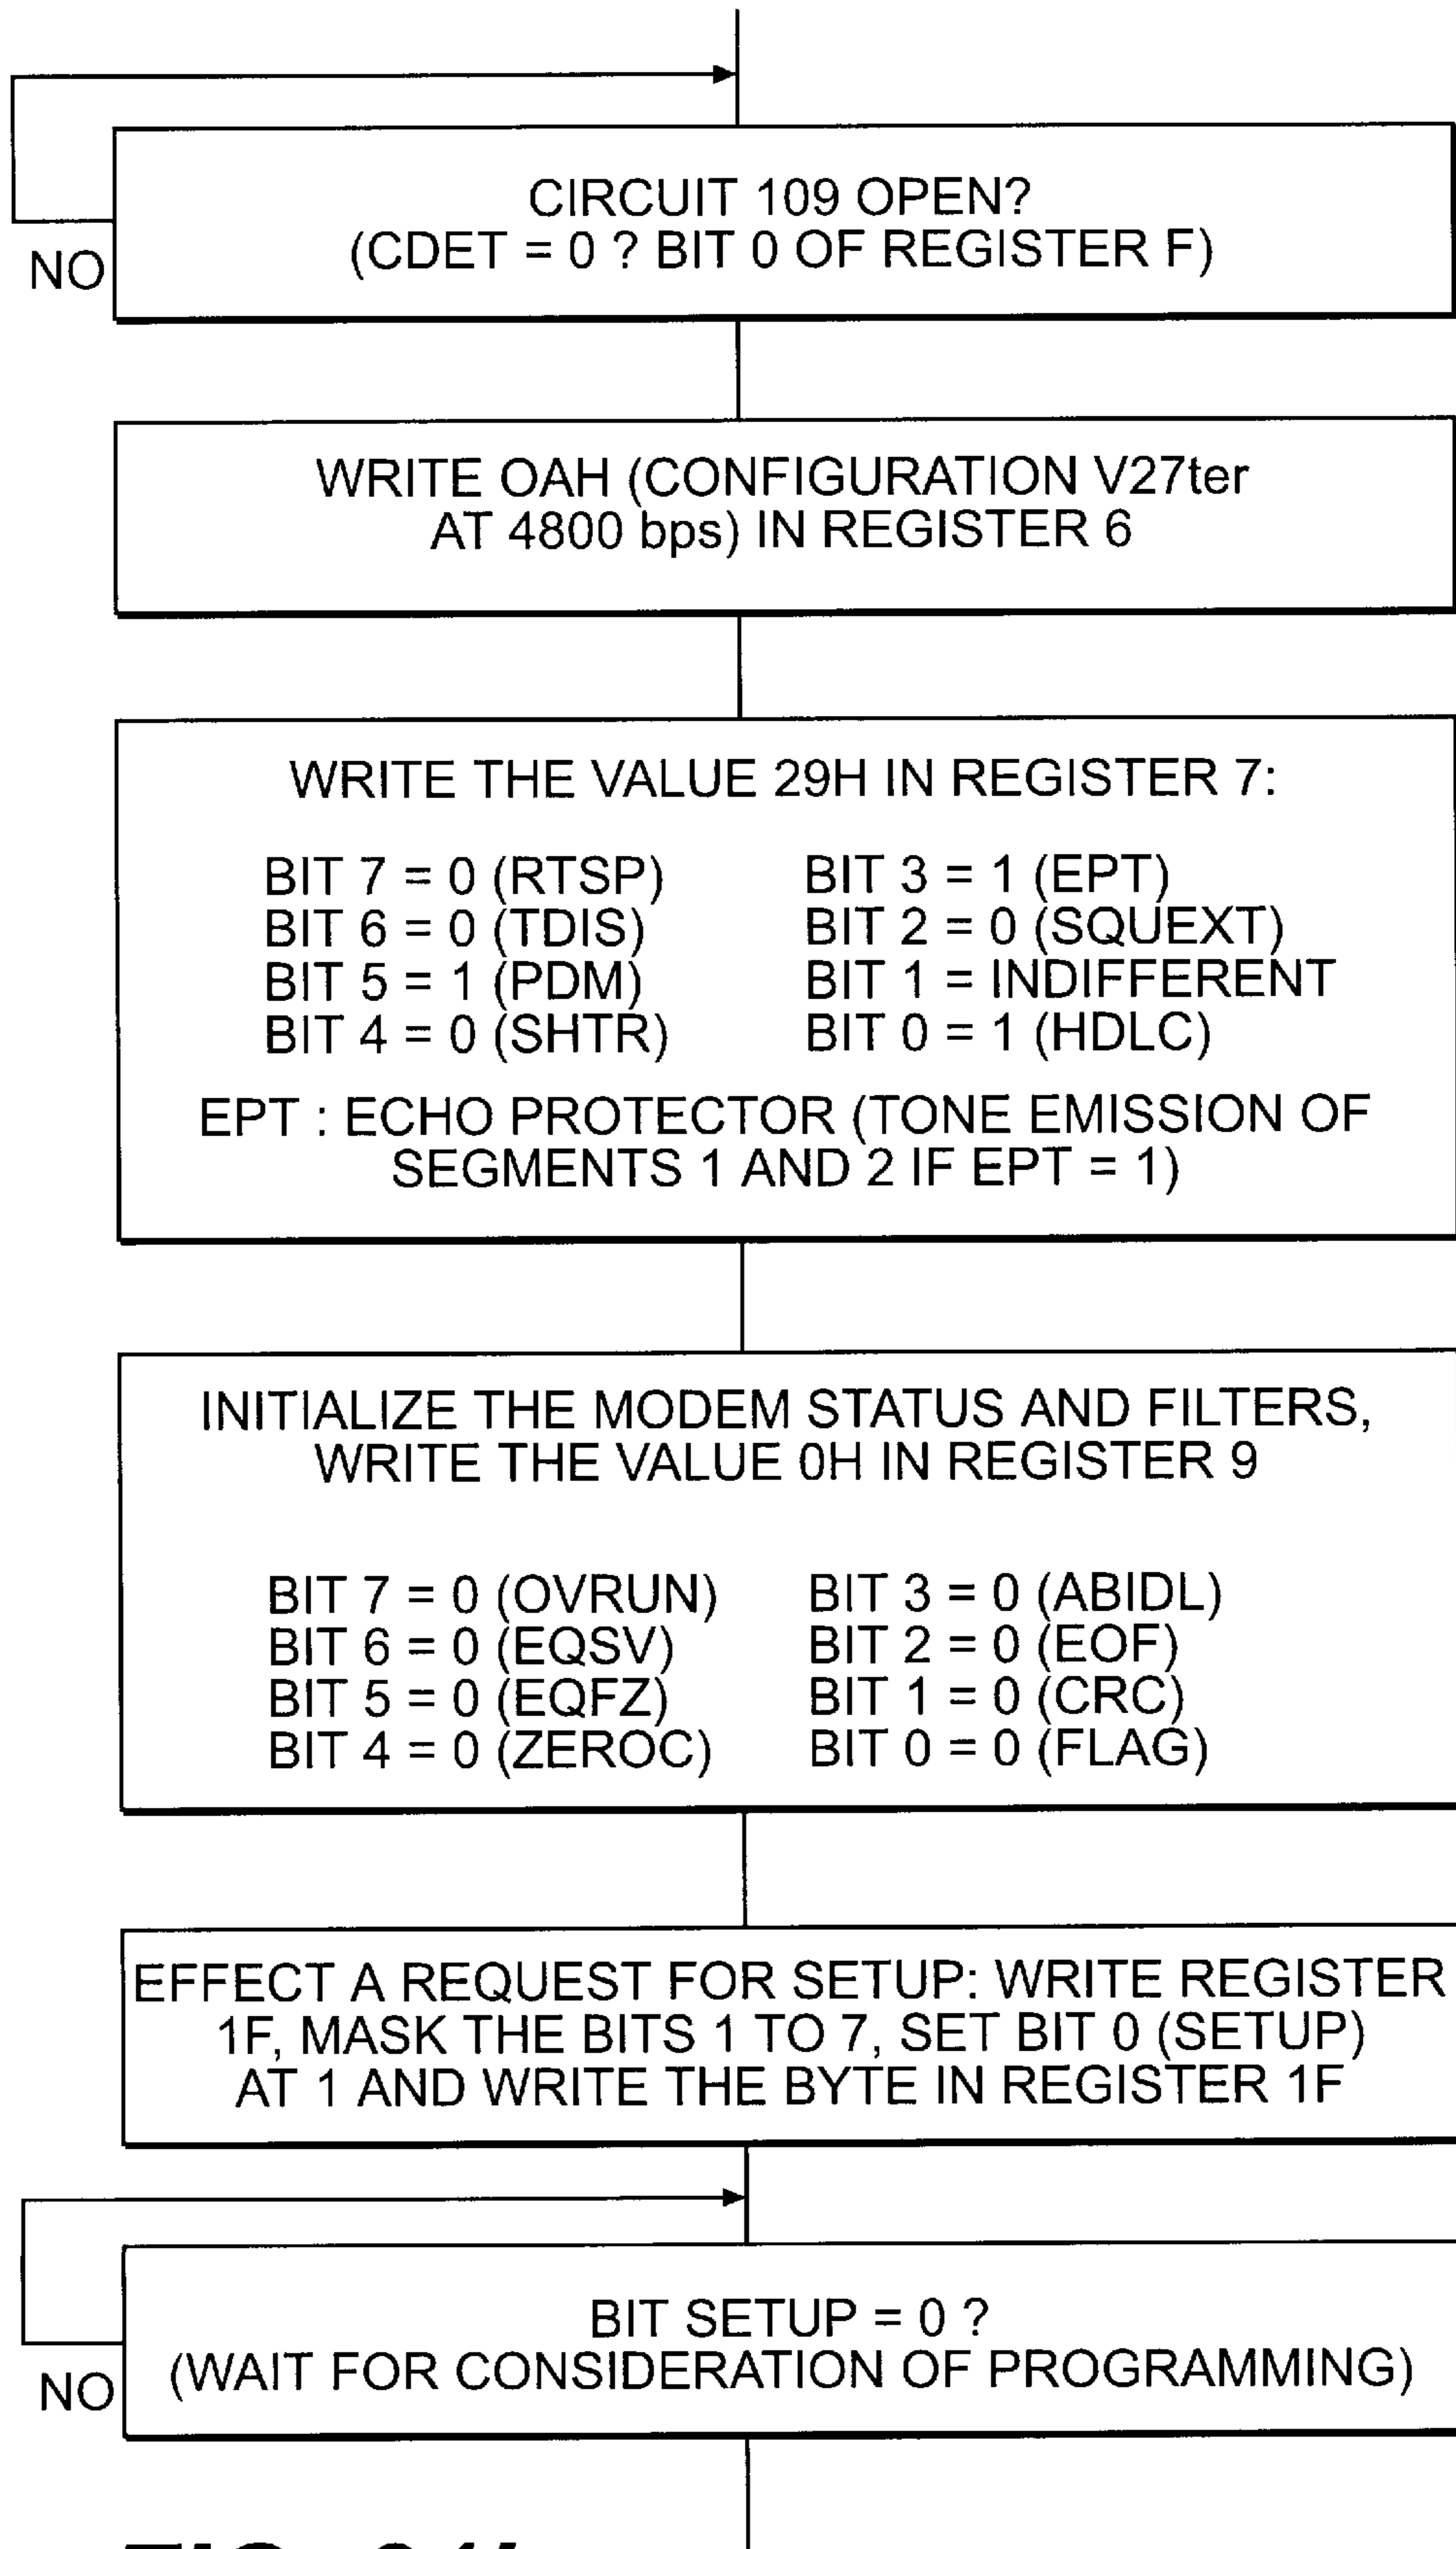 CIRCUIT 109 OPEN?
(CDET = 0 ? BIT 0 OF REGISTER F)
NO
WRITE OAH (CONFIGURATION V27ter
AT 4800 bps) IN REGISTER 6
WRITE THE VALUE 29H IN REGISTER 7:
BIT 7 = 0 (RTSP)
BIT 6 = 0 (TDIS)
BIT 5 = 1 (PDM)
BIT 4 = 0 (SHTR)
BIT 3 = 1 (EPT)
BIT 2 = 0 (SQUEXT)
BIT 1 = INDIFFERENT
BIT 0 = 1 (HDLC)
EPT : ECHO PROTECTOR (TONE EMISSION OF
SEGMENTS 1 AND 2 IF EPT = 1)
INITIALIZE THE MODEM STATUS AND FILTERS,
WRITE THE VALUE 0H IN REGISTER 9
BIT 7 = 0 (OVRUN)
BIT 6 = 0 (EQSV)
BIT 5 = 0 (EQFZ)
BIT 4 = 0 (ZEROC)
BIT 3 = 0 (ABIDL)
BIT 2 = 0 (EOF)
BIT 1 = 0 (CRC)
BIT 0 = 0 (FLAG)
EFFECT A REQUEST FOR SETUP: WRITE REGISTER
1F, MASK THE BITS 1 TO 7, SET BIT 0 (SETUP)
AT 1 AND WRITE THE BYTE IN REGISTER 1F
BIT SETUP = 0 ?
(WAIT FOR CONSIDERATION OF PROGRAMMING)
NO